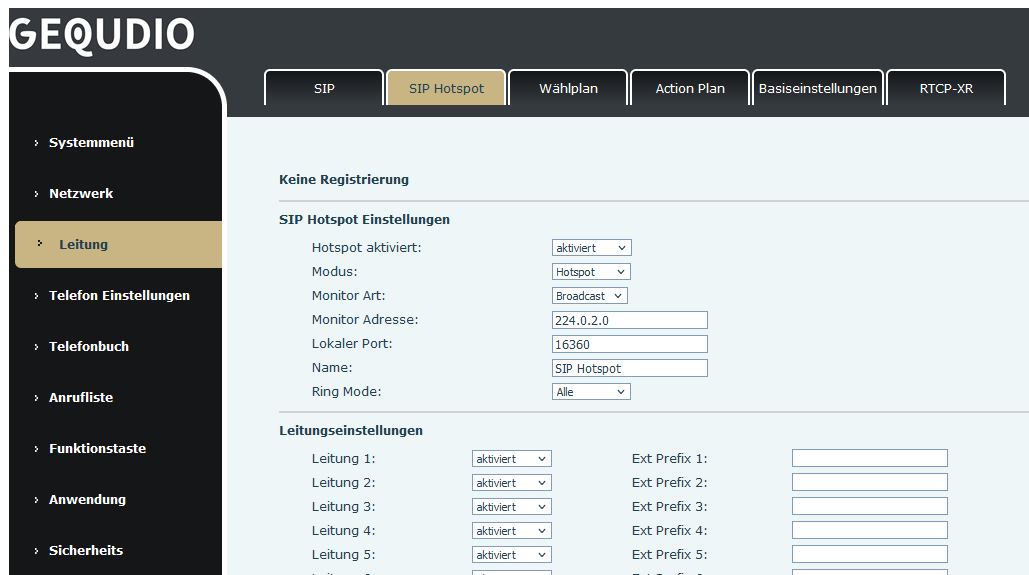 GEQUDIO
SIP
SIP Hotspot
Wählplan
Action Plan
Basiseinstellungen
RTCP-XR
Systemmenü
Netzwerk
Leitung
Telefon Einstellungen
Telefonbuch
Anrufliste
Funktionstaste
Anwendung
Sicherheits
Keine Registrierung
SIP Hotspot Einstellungen
Hotspot aktiviert: aktiviert
Modus: Hotspot
Monitor Art: Broadcast
Monitor Adresse: 224.0.2.0
Lokaler Port: 16360
Name: SIP Hotspot
Ring Mode: Alle
Leitungseinstellungen
Leitung 1: aktiviert Ext Prefix 1:
Leitung 2: aktiviert Ext Prefix 2:
Leitung 3: aktiviert Ext Prefix 3:
Leitung 4: aktiviert Ext Prefix 4:
Leitung 5: aktiviert Ext Prefix 5: